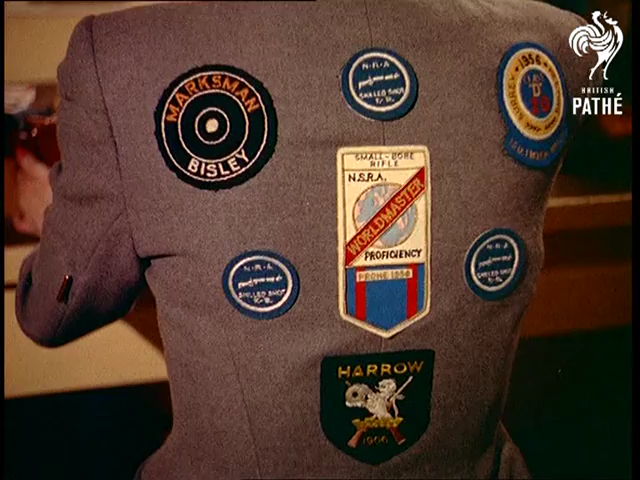 BRITISH
PATHÉ
MARKSMAN
BISLEY
N·R·A
SKILLED SHOT
1956
SURREY
SMALL-BORE
RIFLE
N.S.R.A.
WORLDMASTER
PROFICIENCY
PRONE 1956
N·R·A
SKILLED SHOT
N·R·A
SKILLED SHOT
HARROW